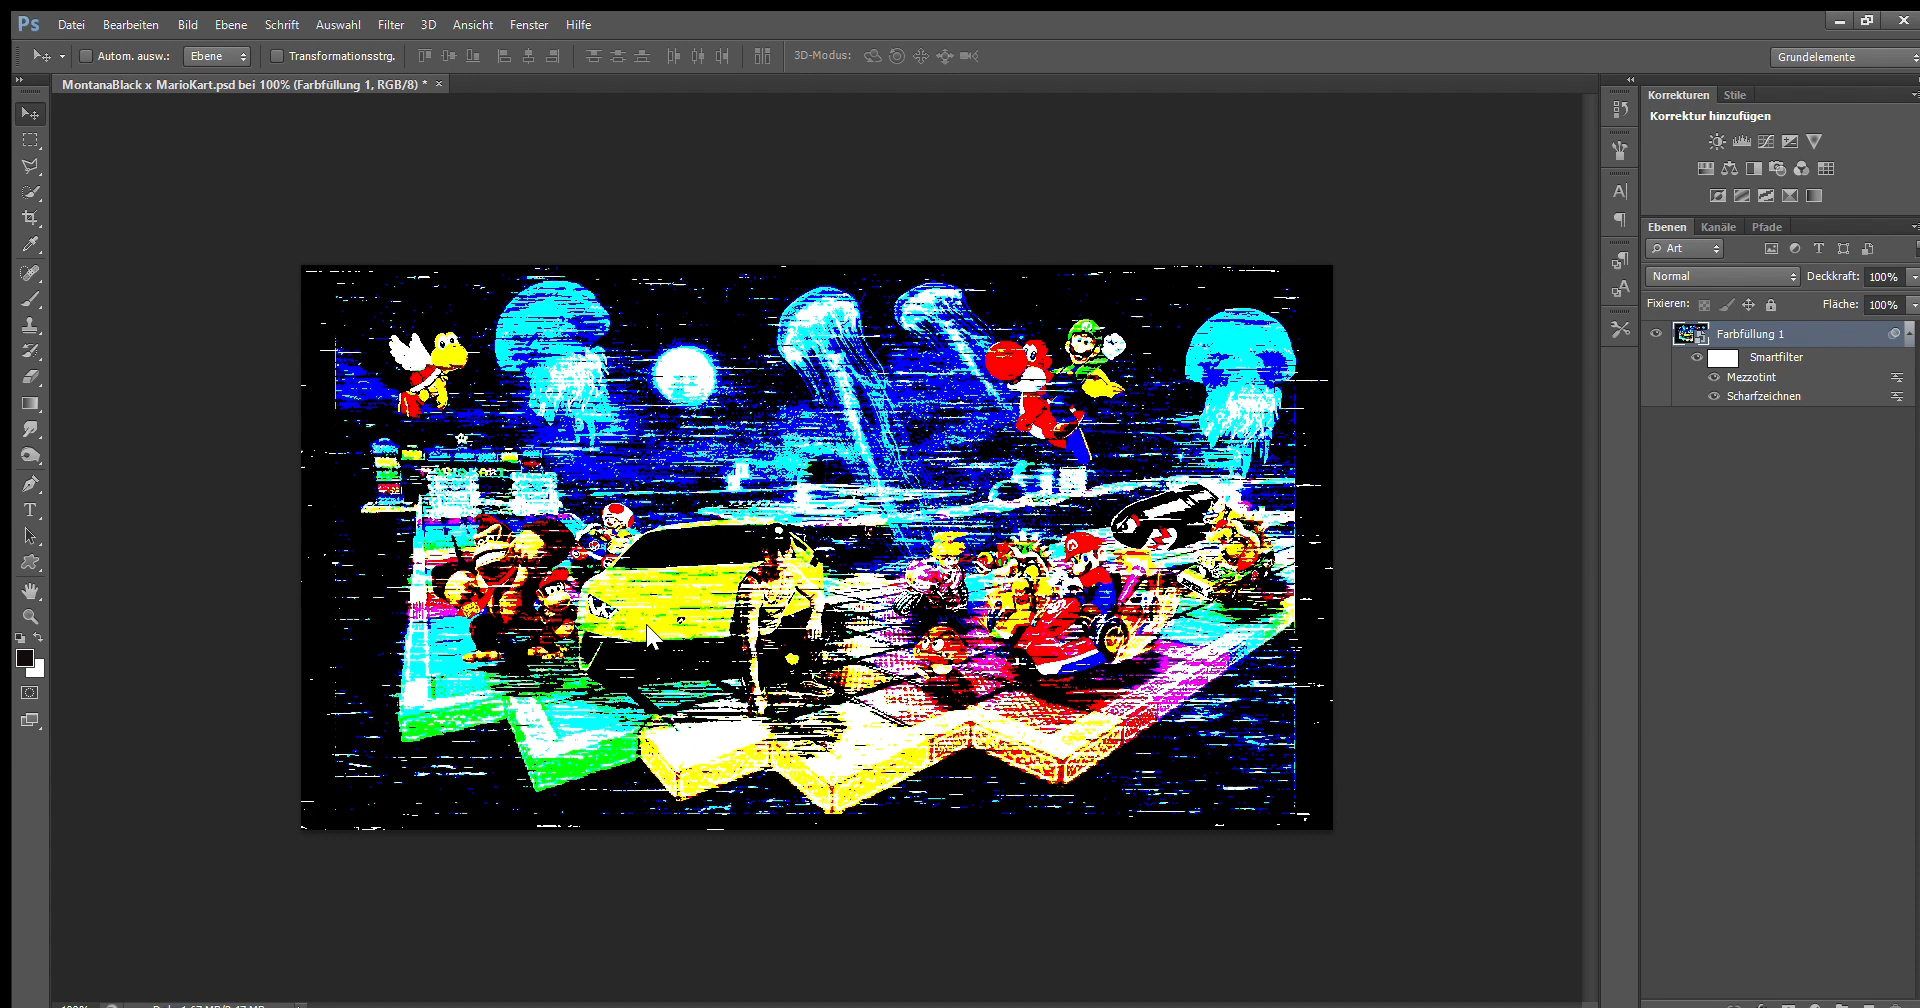 Ps Datei Bearbeiten Bild Ebene Schrift Auswahl Filter 3D Ansicht Fenster Hilfe
Autom. ausw.: Ebene Transformationsstrg. 3D-Modus: Grundelemente
MontanaBlack x MarioKart.psd bei 100% (Farbfüllung 1, RGB/8) *
Korrekturen Stile
Korrektur hinzufügen
Ebenen Kanäle Pfade
Art
Normal Deckkraft: 100%
Fixieren: Fläche: 100%
Farbfüllung 1
Smartfilter
Mezzotint
Scharfzeichnen